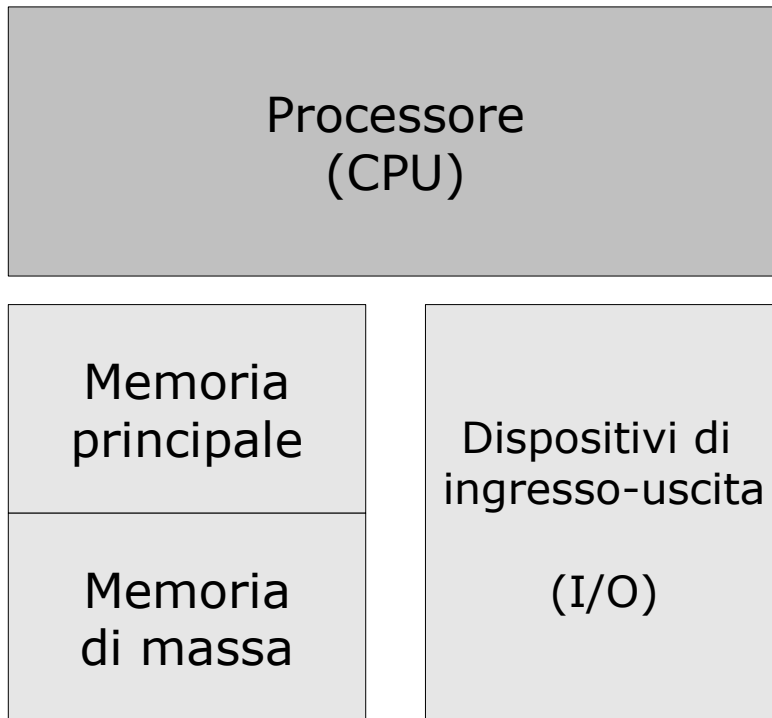 Processore
(CPU)
Memoria
principale
Memoria
di massa
Dispositivi di
ingresso-uscita
(I/O)